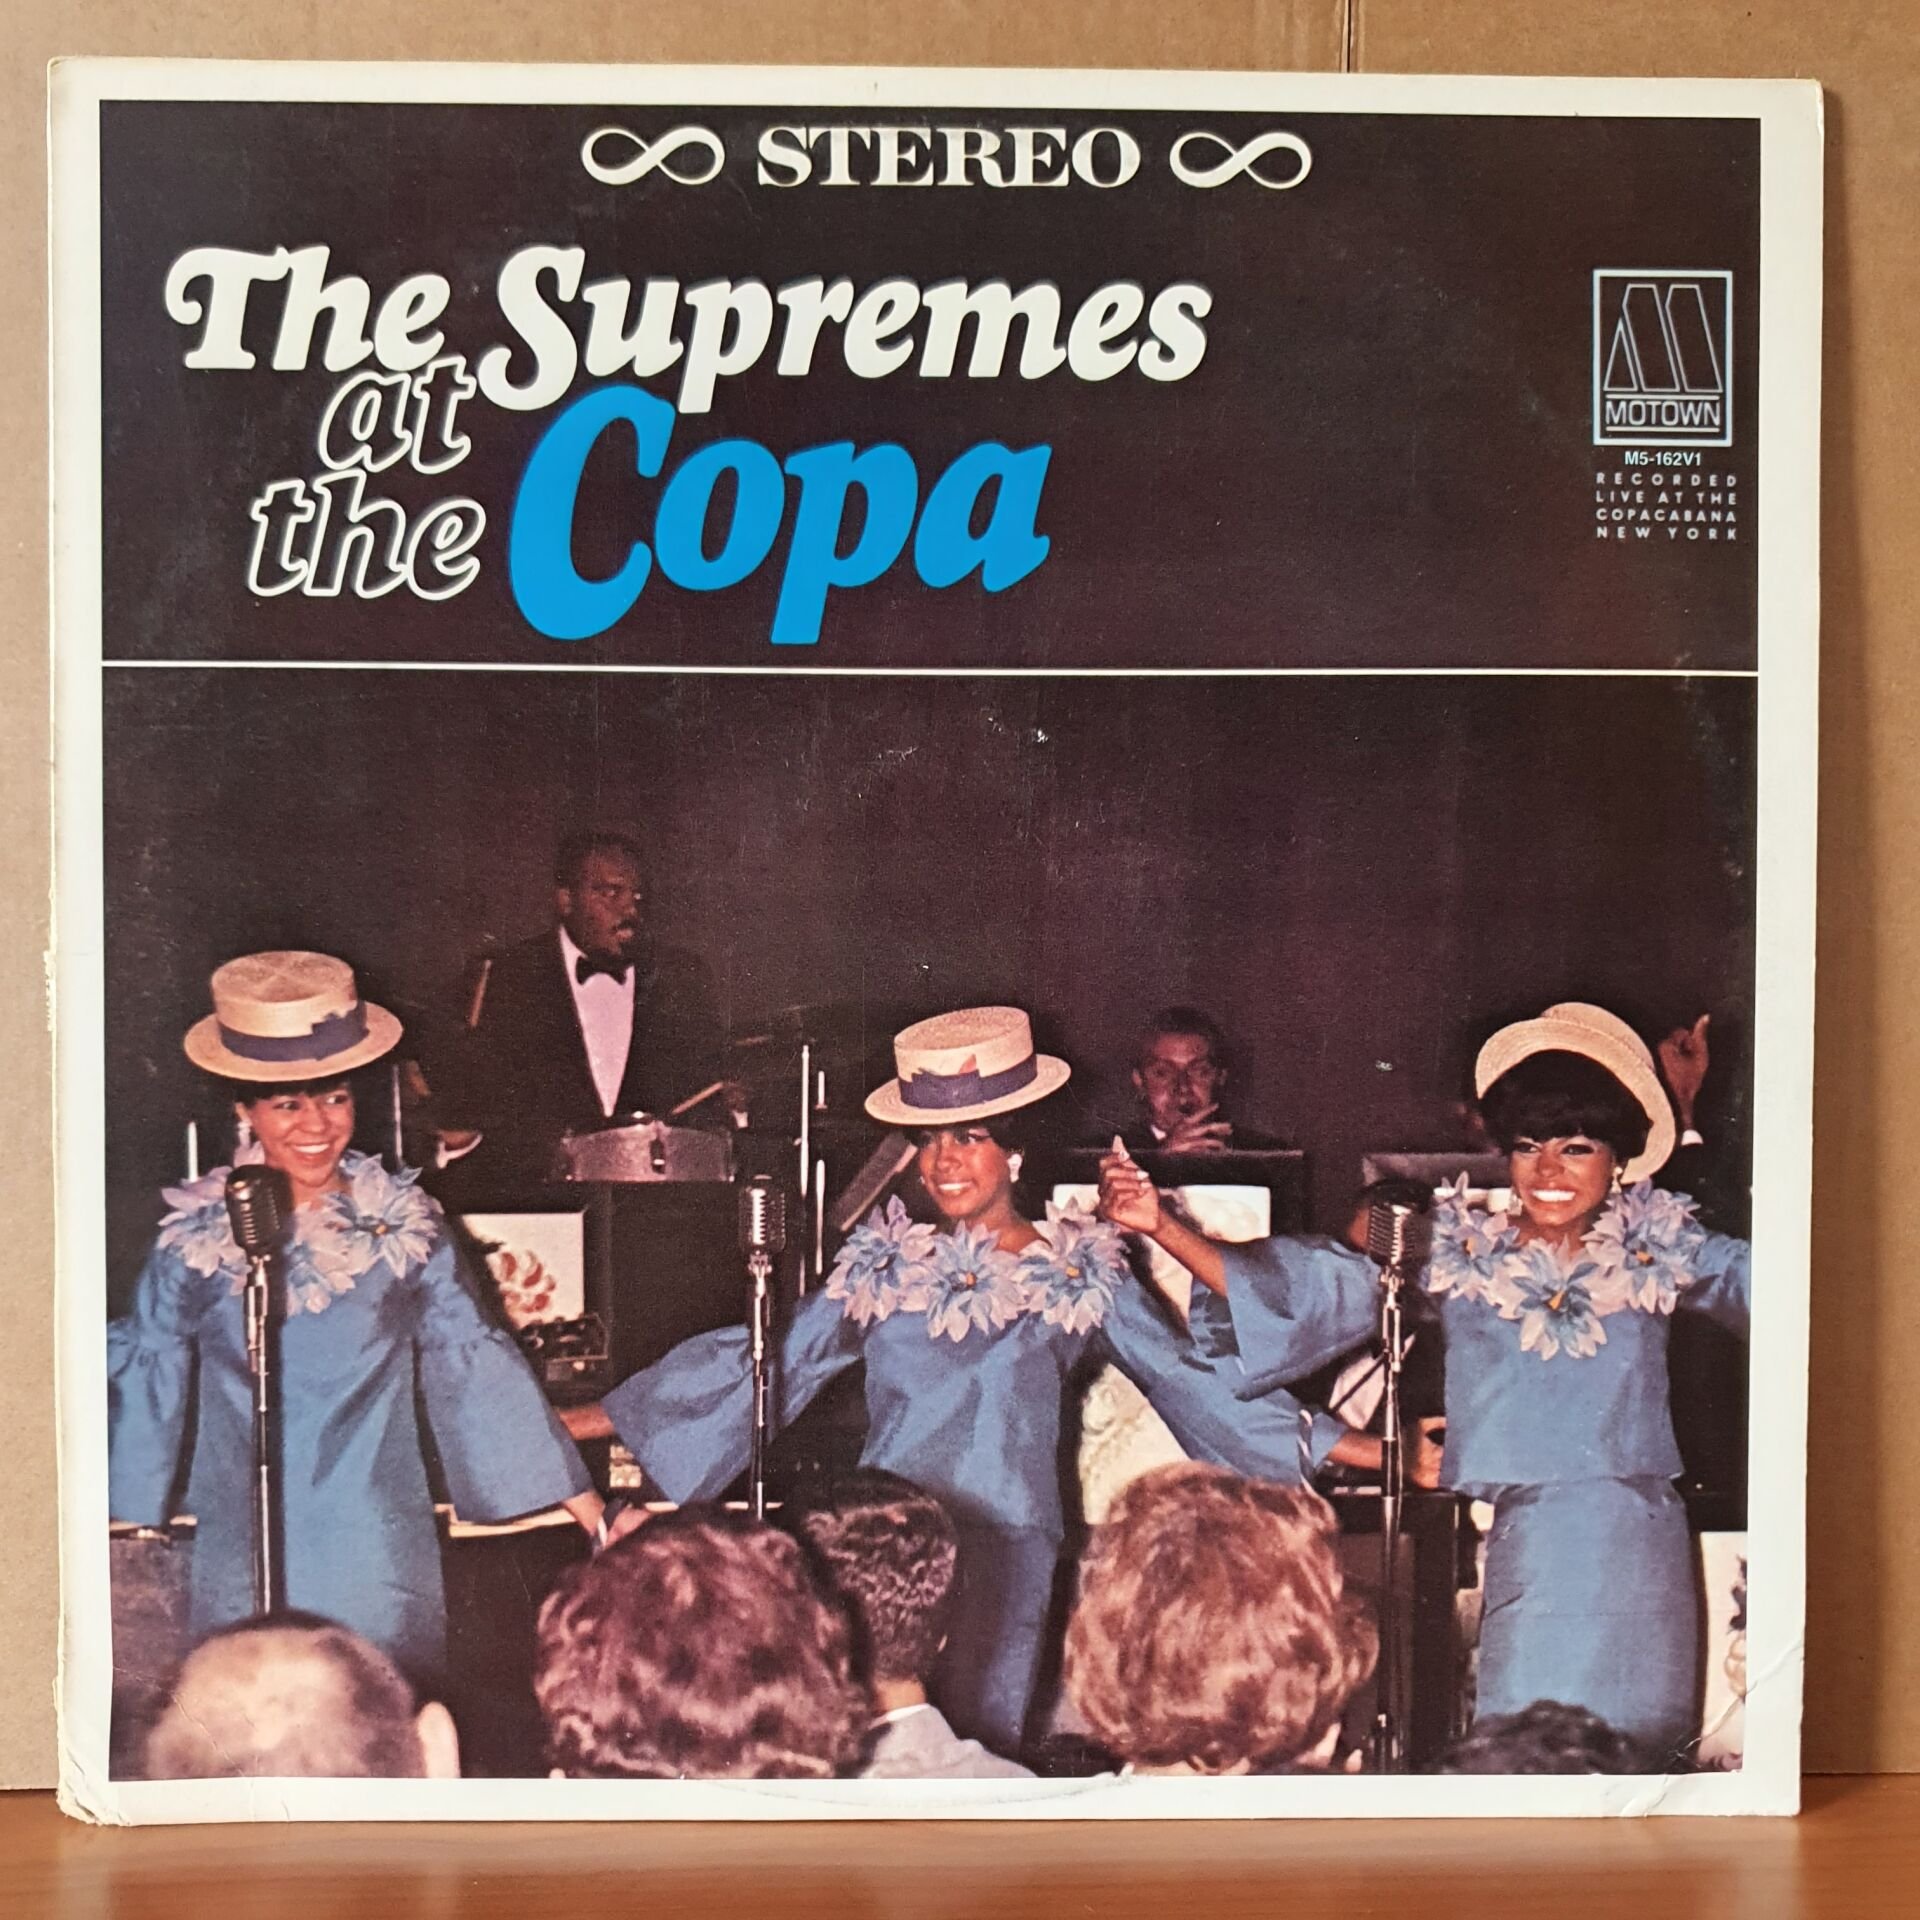 STEREO
The Supremes
at
the Copa
MOTOWN
M5-162V1
RECORDED
LIVE AT THE
COPACABANA
NEW YORK